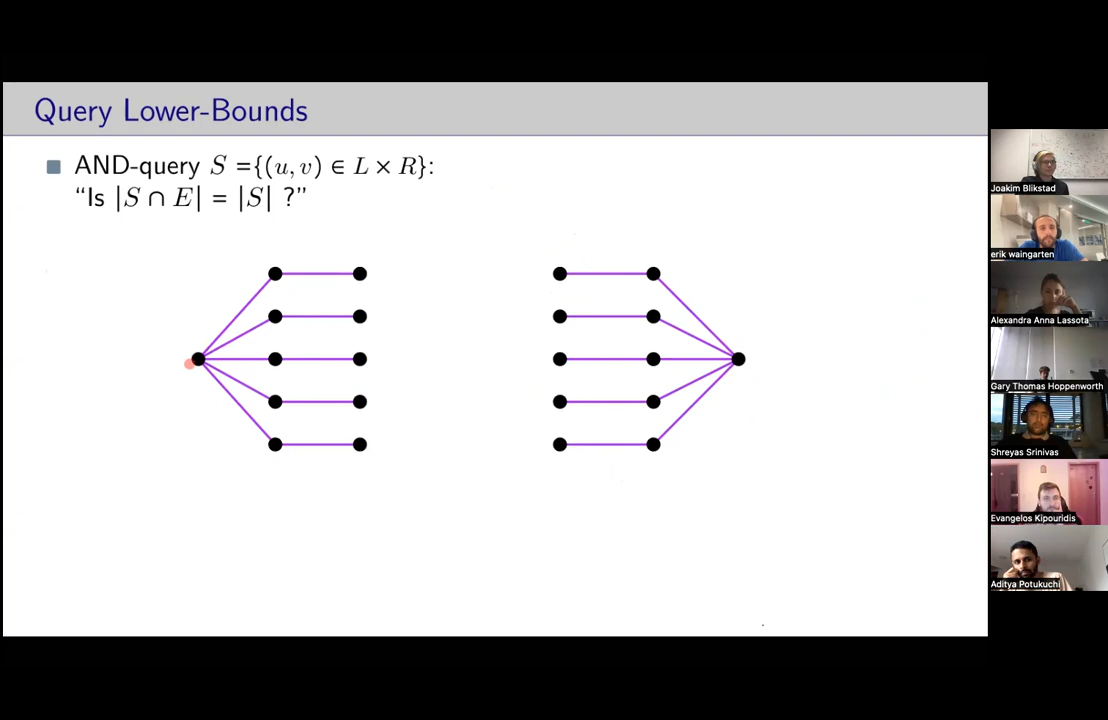 Query Lower-Bounds
AND-query S ={(u, v) ∈ L × R}:
“Is |S ∩ E| = |S| ?”
Joakim Blikstad
erik waingarten
Alexandra Anna Lassota
Gary Thomas Hoppenworth
Shreyas Srinivas
Evangelos Kipouridis
Aditya Potukuchi